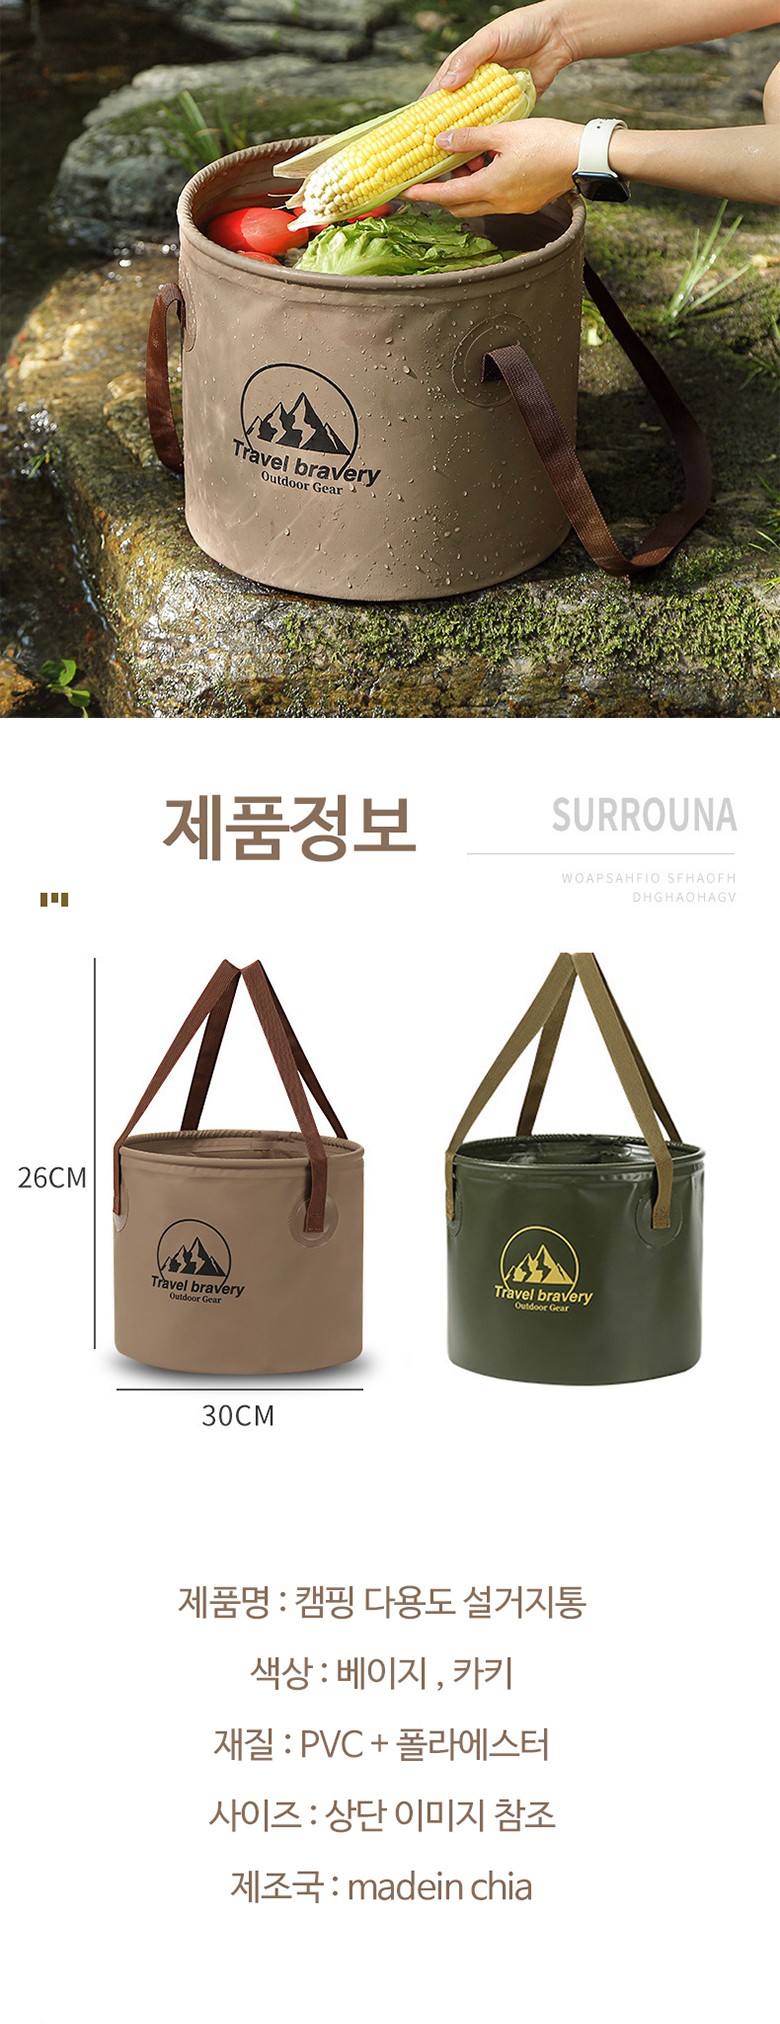 Travel bravery
Outdoor Gear
제품정보
SURROUNA
WOAPSAHFIO SFHAOFH
DHGHAOHAGV
26CM
Travel bravery
Outdoor Gear
Travel bravery
Outdoor Gear
30CM
제품명 : 캠핑 다용도 설거지통
색상 : 베이지 , 카키
재질 : PVC + 폴라에스터
사이즈 : 상단 이미지 참조
제조국 : madein chia